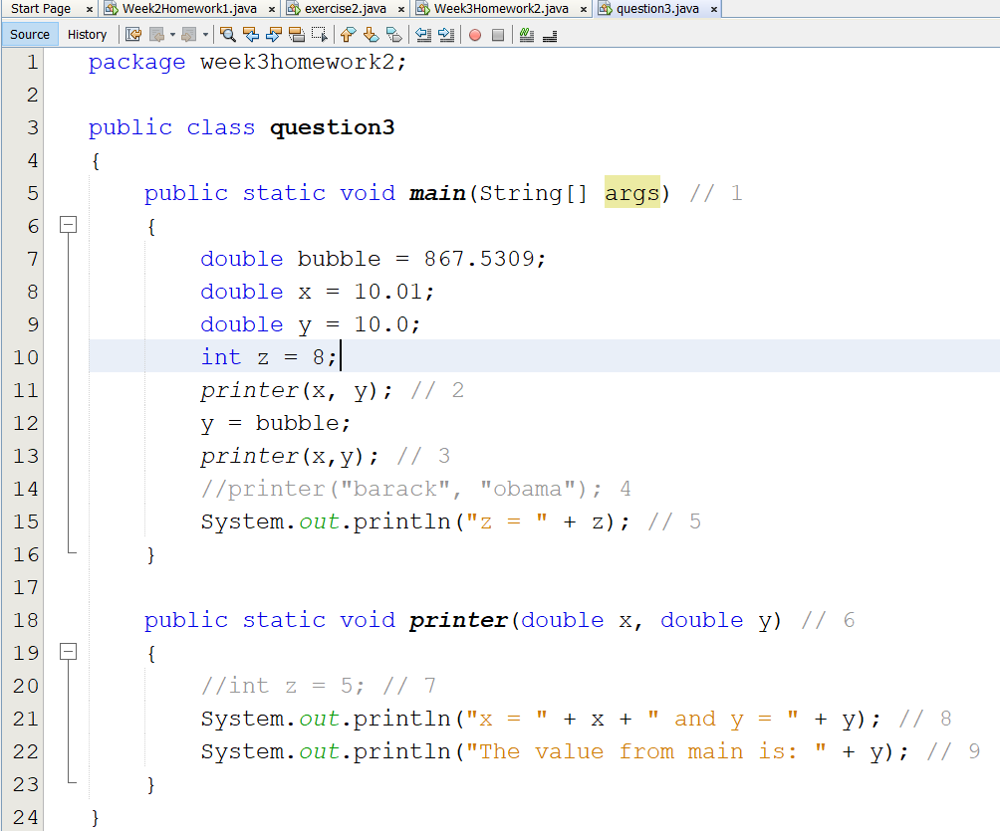 Start Page Week2Homework1.java exercise2.java Week3Homework2.java question3.java
Source History
1 package week3homework2;
2
3 public class question3
4 {
5 public static void main(String[] args) // 1
6 {
7 double bubble = 867.5309;
8 double x = 10.01;
9 double y = 10.0;
10 int z = 8;
11 printer(x, y); // 2
12 y = bubble;
13 printer(x,y); // 3
14 //printer("barack", "obama"); 4
15 System.out.println("z = " + z); // 5
16 }
17
18 public static void printer(double x, double y) // 6
19 {
20 //int z = 5; // 7
21 System.out.println("x = " + x + " and y = " + y); // 8
22 System.out.println("The value from main is: " + y); // 9
23 }
24 }